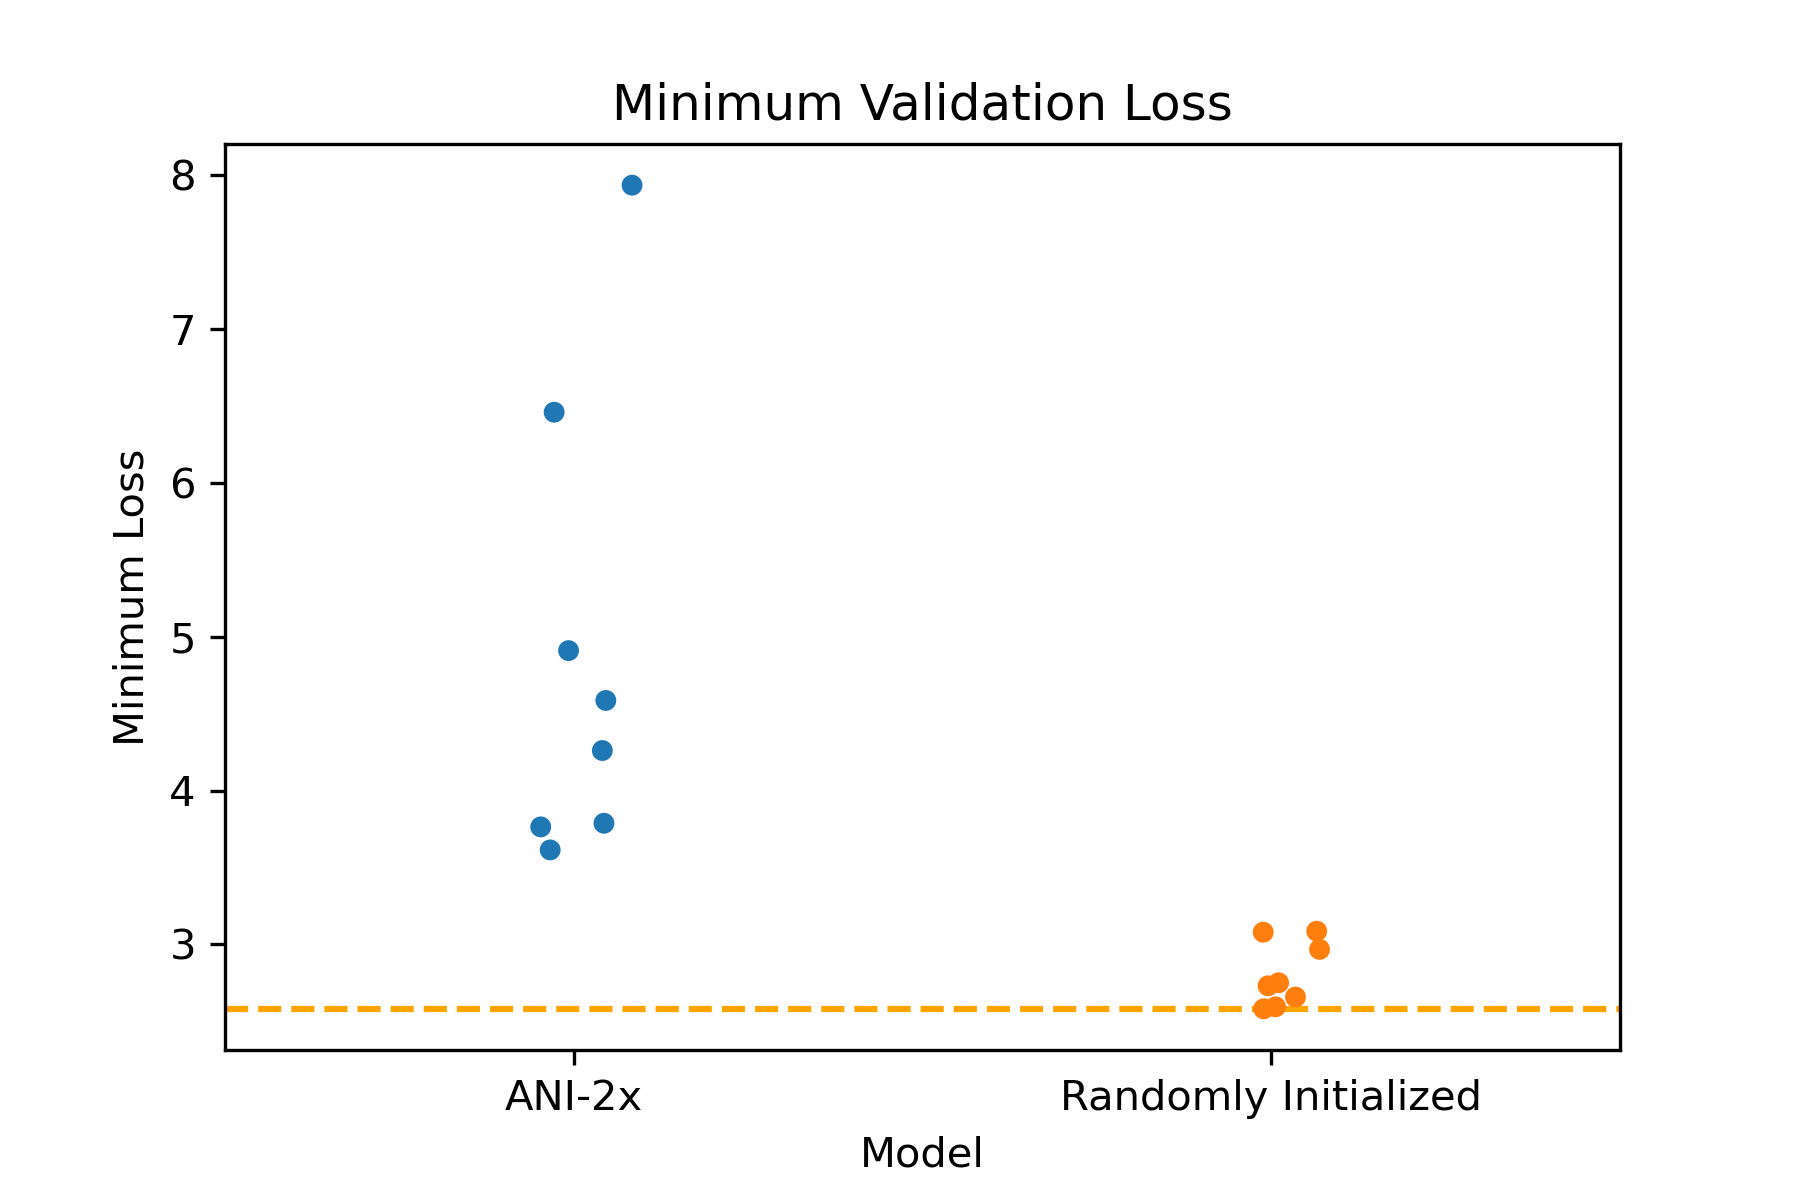 Minimum Validation Loss
8
7
6
5
4
3
Minimum Loss
ANI-2x
Randomly Initialized
Model